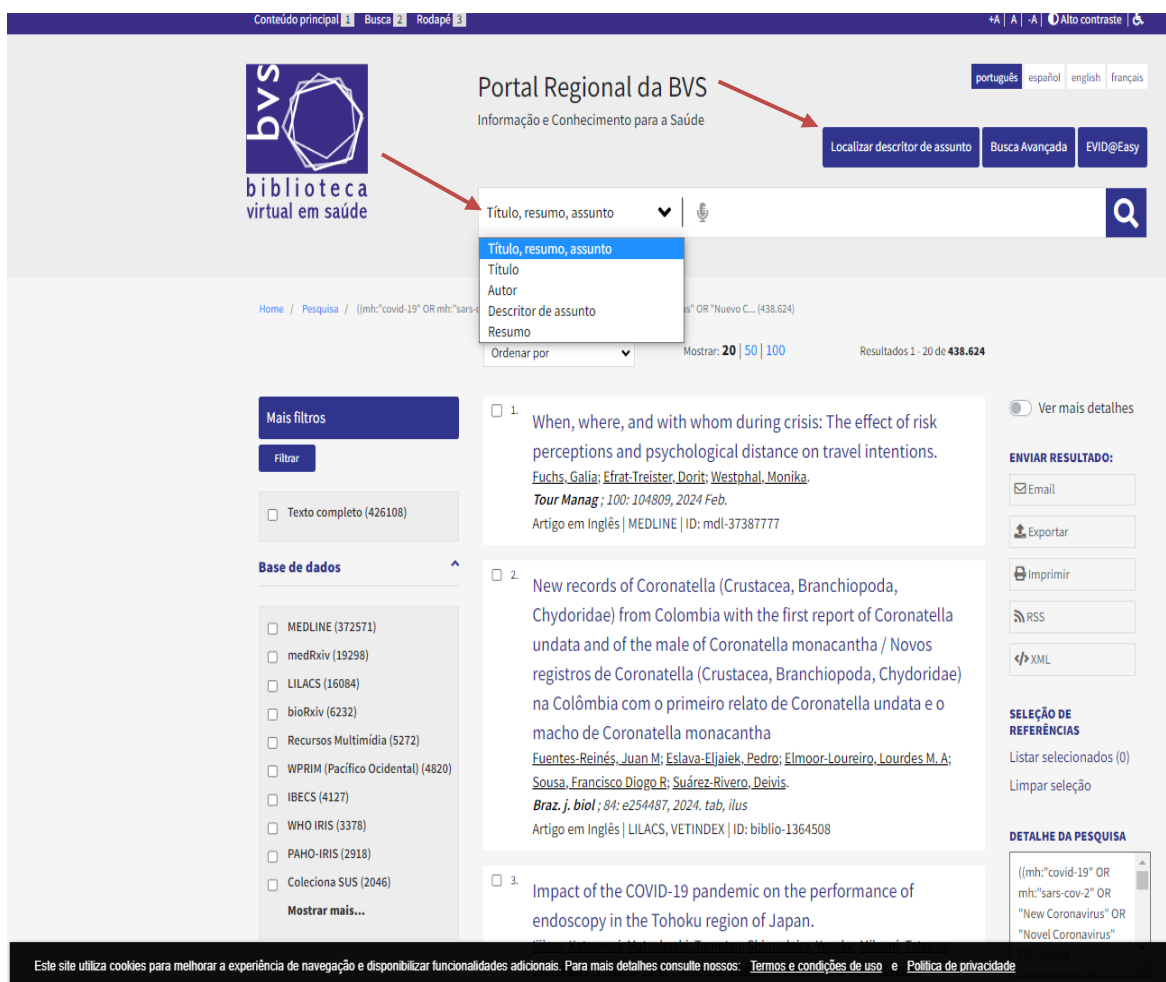 Conteúdo principal 1 Busca 2 Rodapé 3
+A | A | -A | Alto contraste |
português español english français
bvs
biblioteca
virtual em saúde
Portal Regional da BVS
Informação e Conhecimento para a Saúde
Localizar descritor de assunto Busca Avançada EVID@Easy
Título, resumo, assunto
Título, resumo, assunto
Título
Autor
Descritor de assunto
Resumo
Home / Pesquisa / ((mh:"covid-19" OR mh:"sars- us" OR "Nuevo C... (438.624)
Ordenar por
Mostrar: 20 | 50 | 100
Resultados 1 - 20 de 438.624
Mais filtros
Filtrar
Texto completo (426108)
Base de dados
MEDLINE (372571)
medRxiv (19298)
LILACS (16084)
bioRxiv (6232)
Recursos Multimídia (5272)
WPRIM (Pacífico Ocidental) (4820)
IBECS (4127)
WHO IRIS (3378)
PAHO-IRIS (2918)
Coleciona SUS (2046)
Mostrar mais...
1.
When, where, and with whom during crisis: The effect of risk
perceptions and psychological distance on travel intentions.
Fuchs, Galia; Efrat-Treister, Dorit; Westphal, Monika.
Tour Manag ; 100: 104809, 2024 Feb.
Artigo em Inglês | MEDLINE | ID: mdl-37387777
2.
New records of Coronatella (Crustacea, Branchiopoda,
Chydoridae) from Colombia with the first report of Coronatella
undata and of the male of Coronatella monacantha / Novos
registros de Coronatella (Crustacea, Branchiopoda, Chydoridae)
na Colômbia com o primeiro relato de Coronatella undata e o
macho de Coronatella monacantha
Fuentes-Reinés, Juan M; Eslava-Eljaiek, Pedro; Elmoor-Loureiro, Lourdes M. A;
Sousa, Francisco Diogo R; Suárez-Rivero, Deivis.
Braz. j. biol ; 84: e254487, 2024. tab, ilus
Artigo em Inglês | LILACS, VETINDEX | ID: biblio-1364508
3.
Impact of the COVID-19 pandemic on the performance of
endoscopy in the Tohoku region of Japan.
Ver mais detalhes
ENVIAR RESULTADO:
Email
Exportar
Imprimir
RSS
XML
SELEÇÃO DE
REFERÊNCIAS
Listar selecionados (0)
Limpar seleção
DETALHE DA PESQUISA
((mh:"covid-19" OR
mh:"sars-cov-2" OR
"New Coronavirus" OR
"Novel Coronavirus"
Este site utiliza cookies para melhorar a experiência de navegação e disponibilizar funcionalidades adicionais. Para mais detalhes consulte nossos: Termos e condições de uso e Política de privacidade